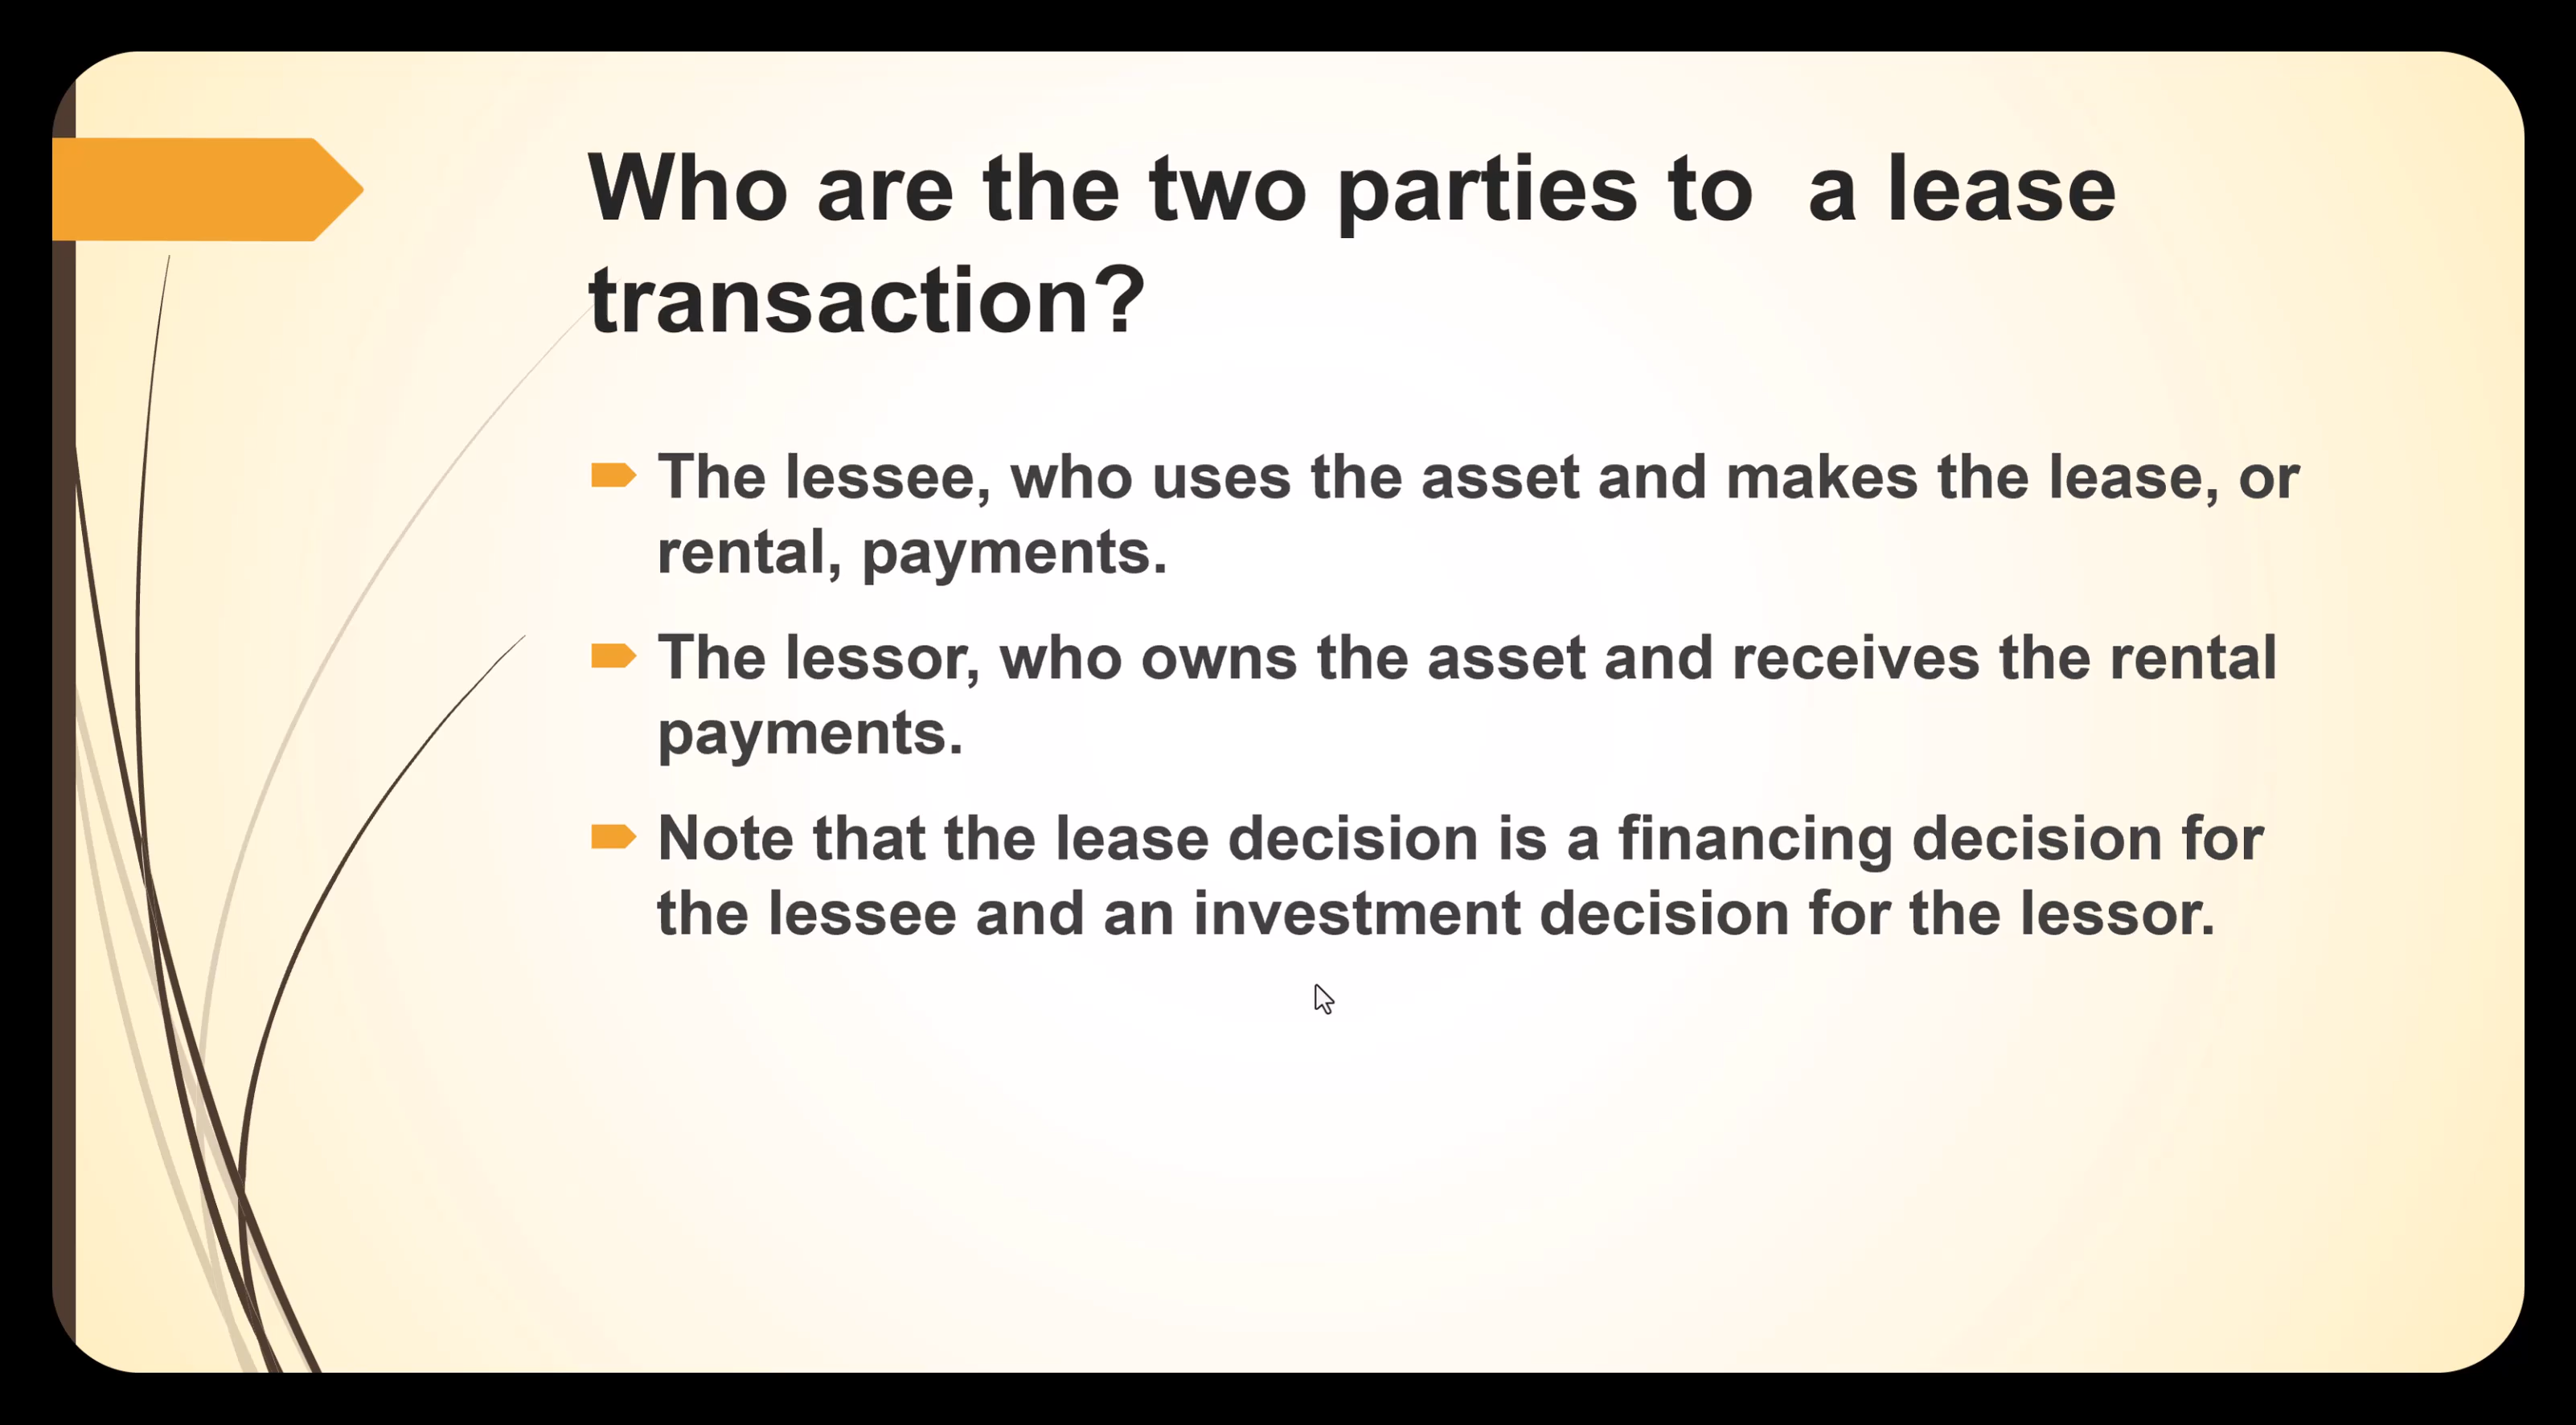 Who are the two parties to  a lease
transaction?
The lessee, who uses the asset and makes the lease, or
rental, payments.
The lessor, who owns the asset and receives the rental
payments.
Note that the lease decision is a financing decision for
the lessee and an investment decision for the lessor.